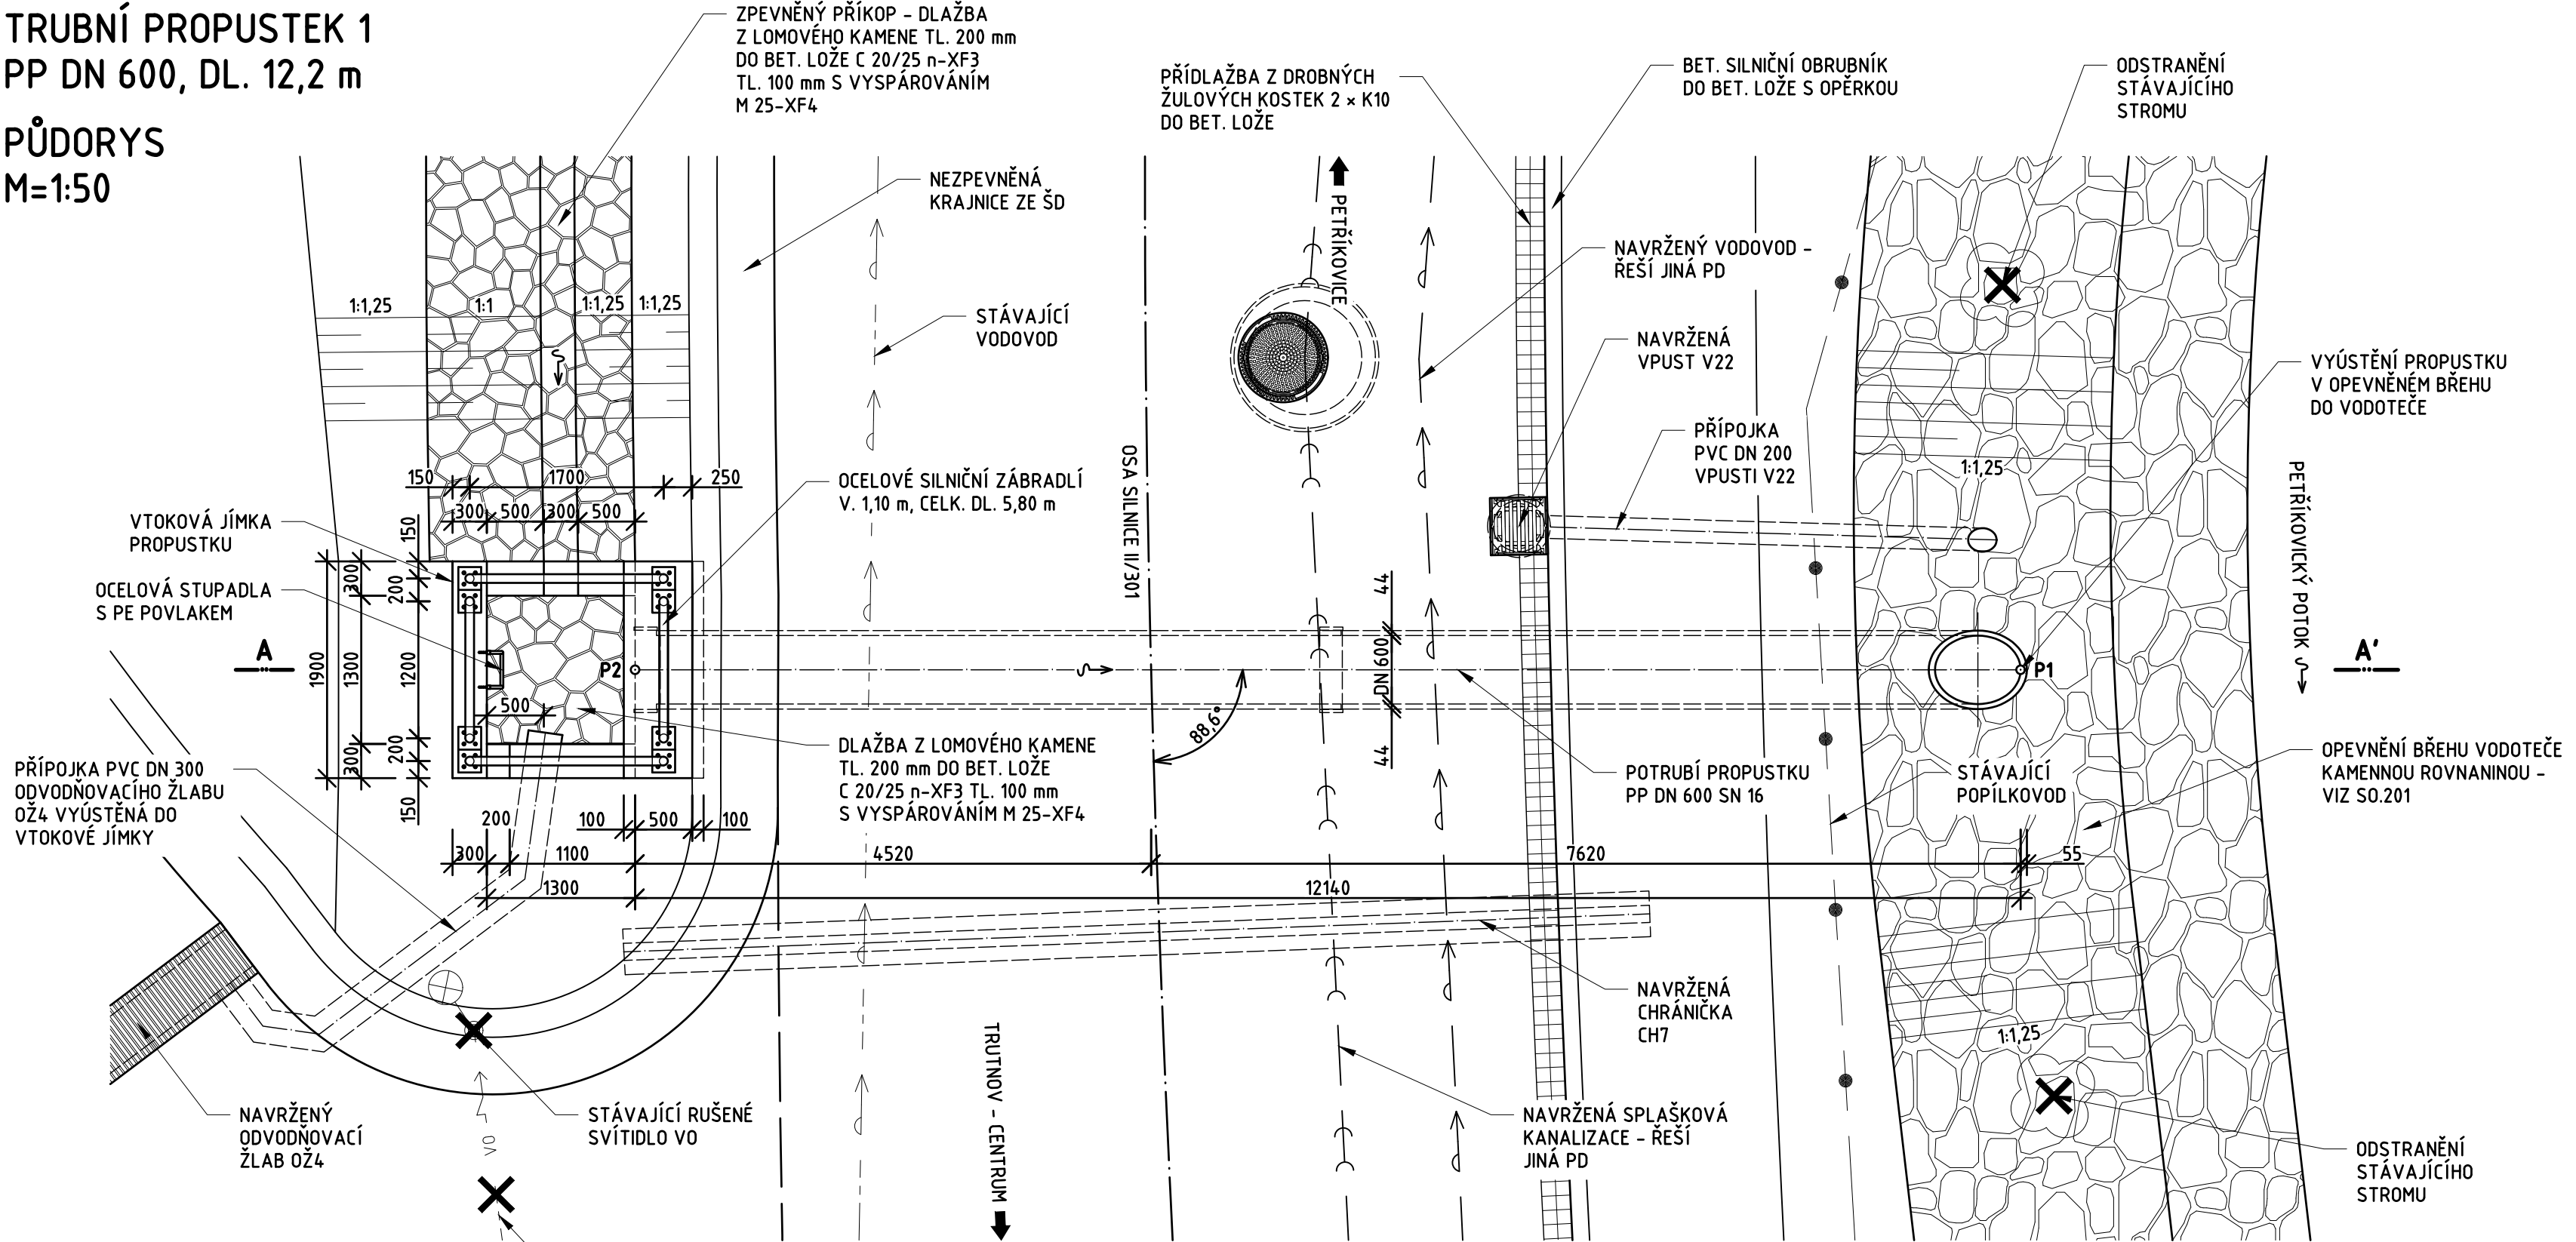 TRUBNÍ PROPUSTEK 1
PP DN 600, DL. 12,2 m
PŮDORYS
M=1:50
ZPEVNĚNÝ PŘÍKOP - DLAŽBA
Z LOMOVÉHO KAMENE TL. 200 mm
DO BET. LOŽE C 20/25 n-XF3
TL. 100 mm S VYSPÁROVÁNÍM
M 25-XF4
PŘÍDLAŽBA Z DROBNÝCH
ŽULOVÝCH KOSTEK 2 × K10
DO BET. LOŽE
BET. SILNIČNÍ OBRUBNÍK
DO BET. LOŽE S OPĚRKOU
ODSTRANĚNÍ
STÁVAJÍCÍHO
STROMU
NEZPEVNĚNÁ
KRAJNICE ZE ŠD
PETŘÍKOVICE
NAVRŽENÝ VODOVOD -
ŘEŠÍ JINÁ PD
1:1,25
1:1
1:1,25
1:1,25
STÁVAJÍCÍ
VODOVOD
NAVRŽENÁ
VPUST V22
VYÚSTĚNÍ PROPUSTKU
V OPEVNĚNÉM BŘEHU
DO VODOTEČE
PŘÍPOJKA
PVC DN 200
VPUSTI V22
1:1,25
OSA SILNICE II/301
PETŘÍKOVICKÝ POTOK
150
1700
250
OCELOVÉ SILNIČNÍ ZÁBRADLÍ
V. 1,10 m, CELK. DL. 5,80 m
300
500
300
500
VTOKOVÁ JÍMKA
PROPUSTKU
150
OCELOVÁ STUPADLA
S PE POVLAKEM
300
200
44
A
1900
1300
1200
P2
DN 600
P1
A'
500
88,6°
44
300
200
150
PŘÍPOJKA PVC DN 300
ODVODŇOVACÍHO ŽLABU
OŽ4 VYÚSTĚNÁ DO
VTOKOVÉ JÍMKY
DLAŽBA Z LOMOVÉHO KAMENE
TL. 200 mm DO BET. LOŽE
C 20/25 n-XF3 TL. 100 mm
S VYSPÁROVÁNÍM M 25-XF4
POTRUBÍ PROPUSTKU
PP DN 600 SN 16
STÁVAJÍCÍ
POPÍLKOVOD
OPEVNĚNÍ BŘEHU VODOTEČE
KAMENNOU ROVNANINOU -
VIZ SO.201
200
100
500
100
300
1100
4520
7620
55
1300
12140
NAVRŽENÁ
CHRÁNIČKA
CH7
1:1,25
TRUTNOV - CENTRUM
NAVRŽENÝ
ODVODŇOVACÍ
ŽLAB OŽ4
STÁVAJÍCÍ RUŠENÉ
SVÍTIDLO VO
VO
NAVRŽENÁ SPLAŠKOVÁ
KANALIZACE - ŘEŠÍ
JINÁ PD
ODSTRANĚNÍ
STÁVAJÍCÍHO
STROMU